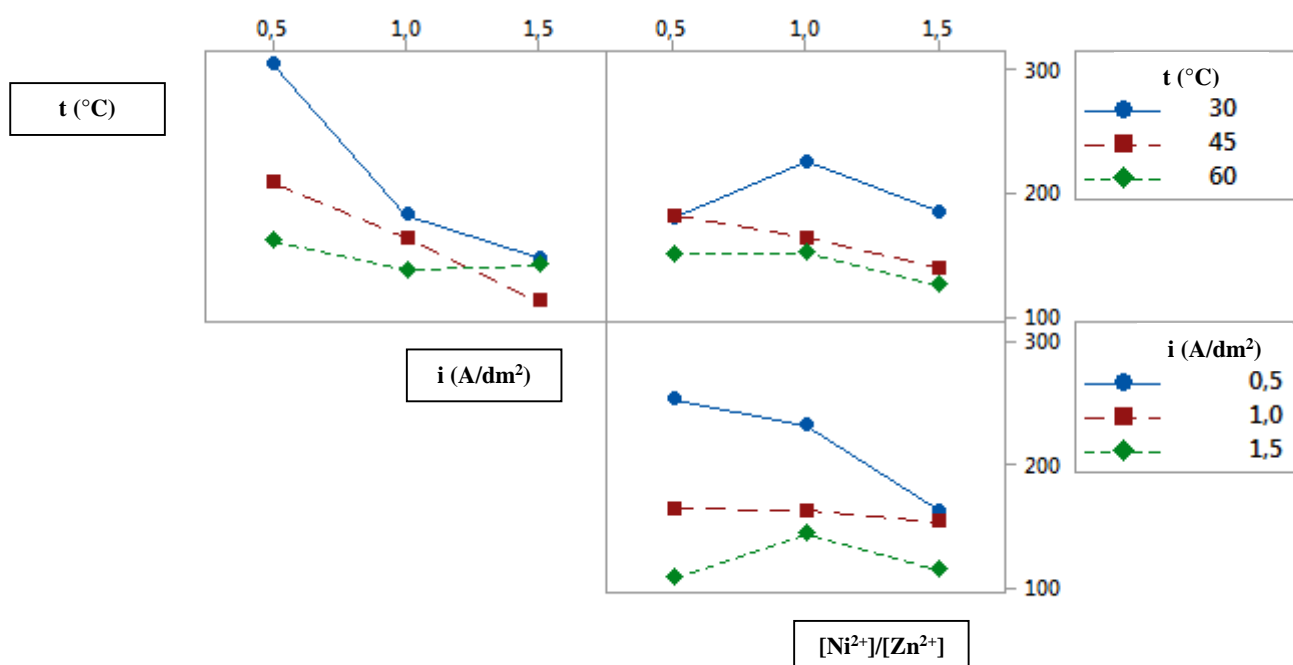 0,5 1,0 1,5 0,5 1,0 1,5
t (°C)
300
200
100
t (°C)
30
45
60
i (A/dm²)
300
200
100
i (A/dm²)
0,5
1,0
1,5
[Ni²⁺]/[Zn²⁺]